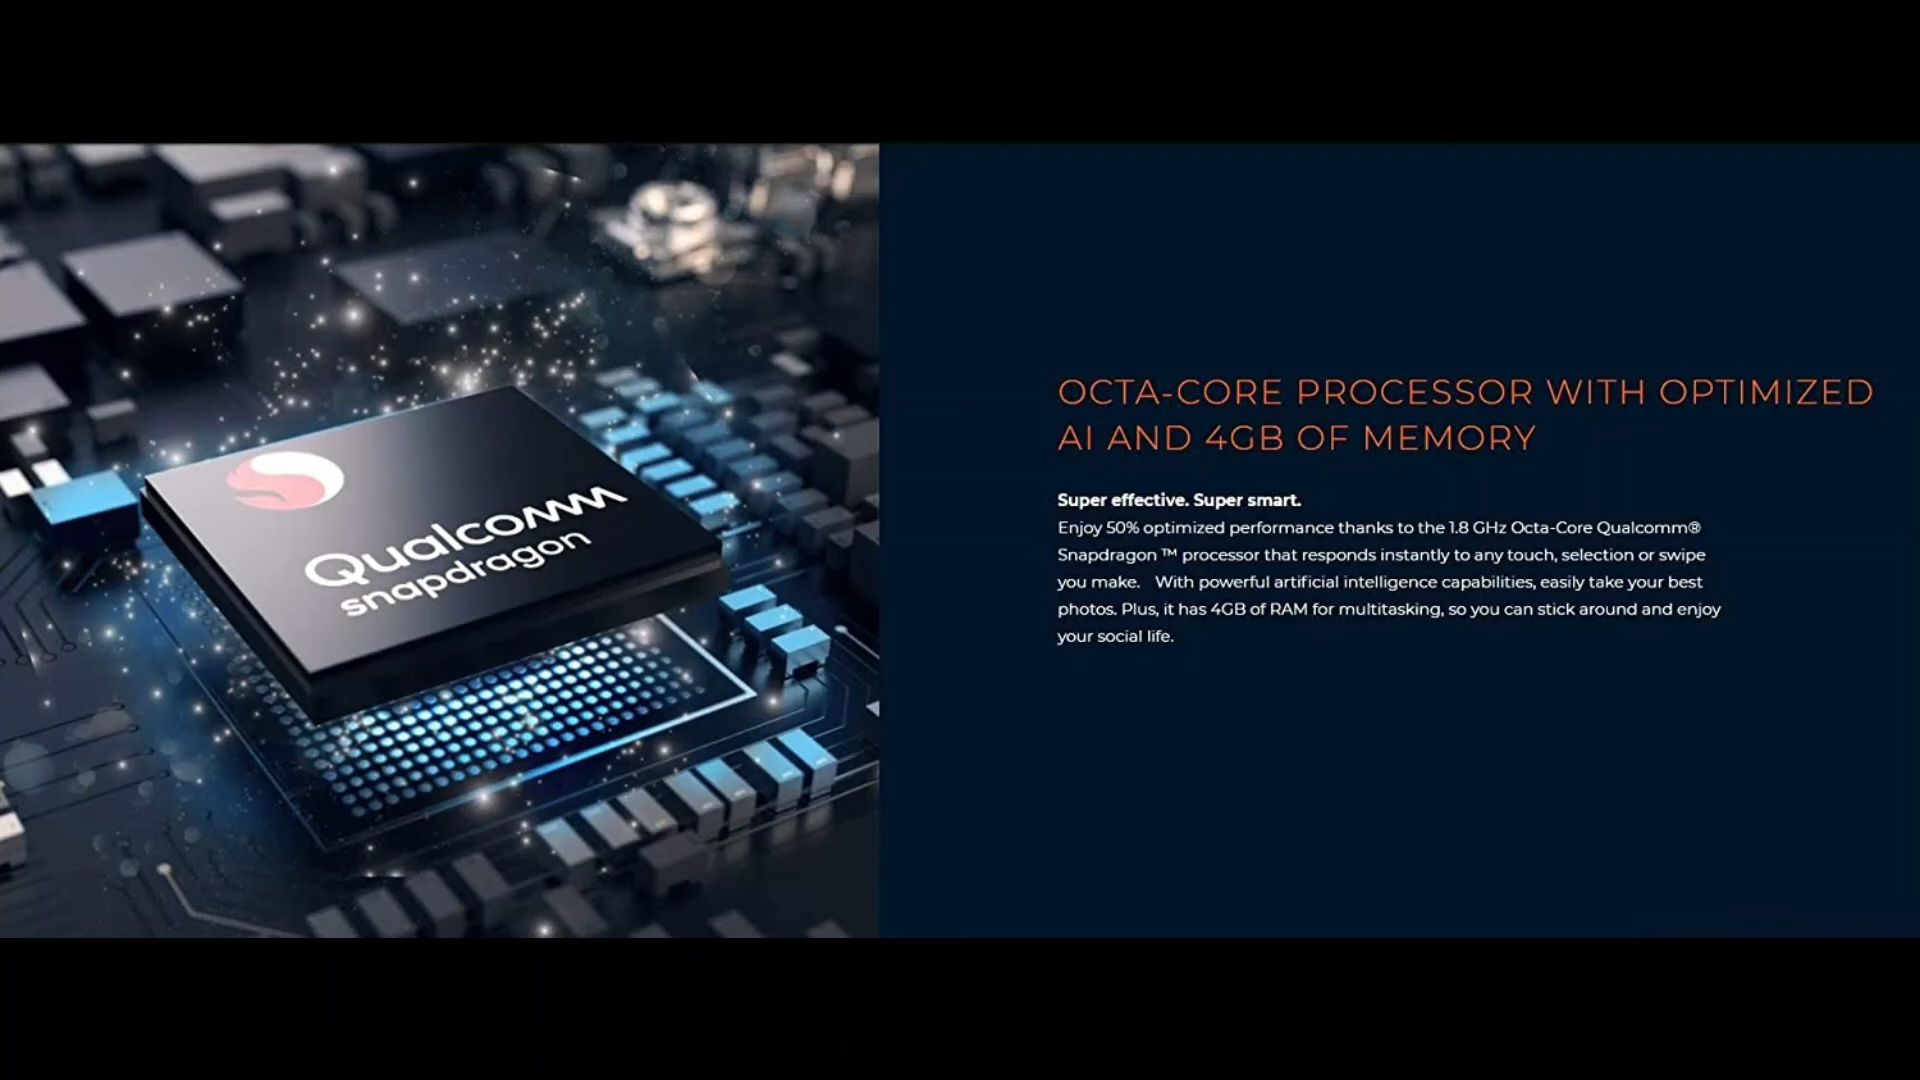 Qualcomm
snapdragon
OCTA-CORE PROCESSOR WITH OPTIMIZED
AI AND 4GB OF MEMORY
Super effective. Super smart.
Enjoy 50% optimized performance thanks to the 1.8 GHz Octa-Core Qualcomm®
Snapdragon ™ processor that responds instantly to any touch, selection or swipe
you make. With powerful artificial intelligence capabilities, easily take your best
photos. Plus, it has 4GB of RAM for multitasking, so you can stick around and enjoy
your social life.